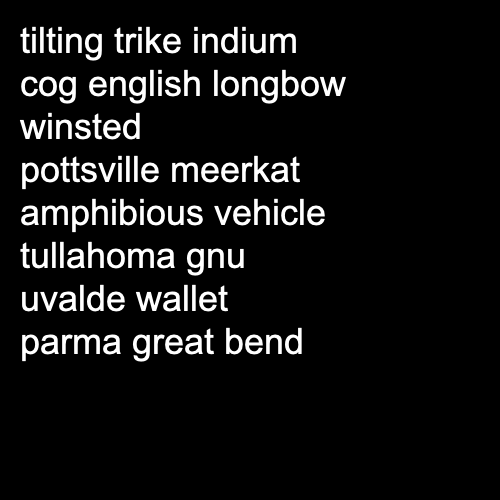 tilting trike indium
cog english longbow
winsted
pottsville meerkat
amphibious vehicle
tullahoma gnu
uvalde wallet
parma great bend